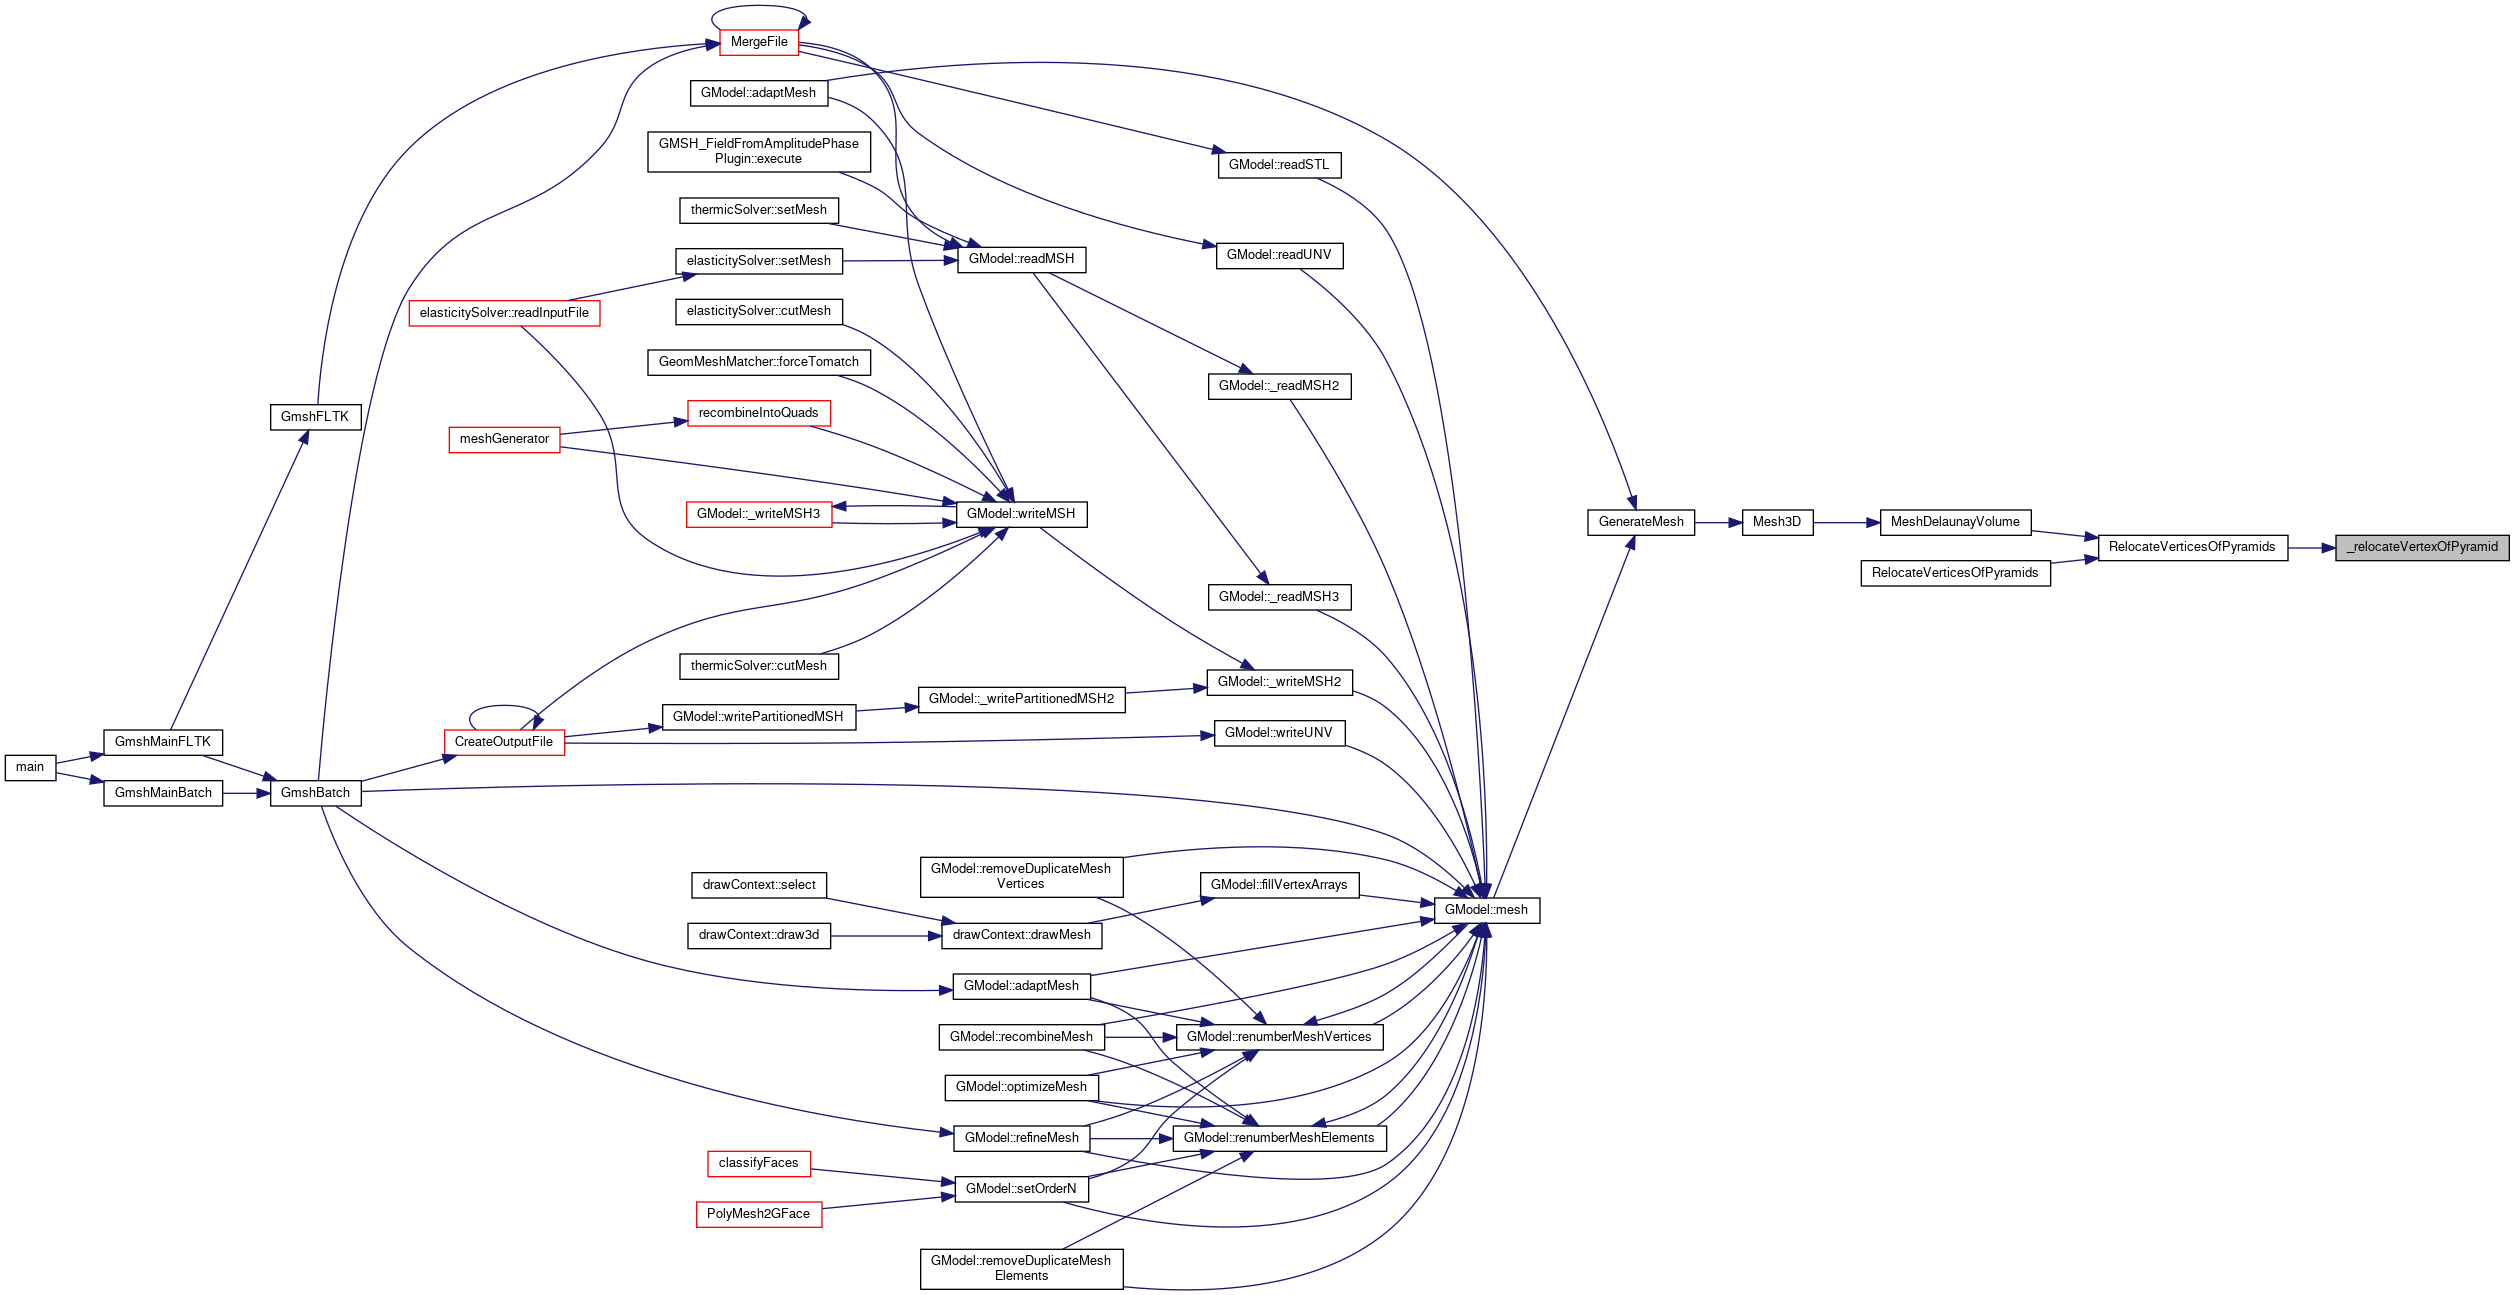 MergeFile
GModel::adaptMesh
GMSH_FieldFromAmplitudePhase
Plugin::execute
GModel::readSTL
thermicSolver::setMesh
elasticitySolver::setMesh
GModel::readMSH
GModel::readUNV
elasticitySolver::readInputFile
elasticitySolver::cutMesh
GeomMeshMatcher::forceTomatch
GModel::_readMSH2
GmshFLTK
recombineIntoQuads
meshGenerator
GModel::_writeMSH3
GModel::writeMSH
GenerateMesh
Mesh3D
MeshDelaunayVolume
RelocateVerticesOfPyramids
_relocateVertexOfPyramid
RelocateVerticesOfPyramids
GModel::_readMSH3
thermicSolver::cutMesh
GModel::_writeMSH2
GModel::_writePartitionedMSH2
GModel::writePartitionedMSH
GModel::writeUNV
CreateOutputFile
GmshMainFLTK
main
GmshMainBatch
GmshBatch
GModel::removeDuplicateMesh
Vertices
drawContext::select
GModel::fillVertexArrays
GModel::mesh
drawContext::draw3d
drawContext::drawMesh
GModel::adaptMesh
GModel::recombineMesh
GModel::renumberMeshVertices
GModel::optimizeMesh
GModel::refineMesh
GModel::renumberMeshElements
classifyFaces
GModel::setOrderN
PolyMesh2GFace
GModel::removeDuplicateMesh
Elements